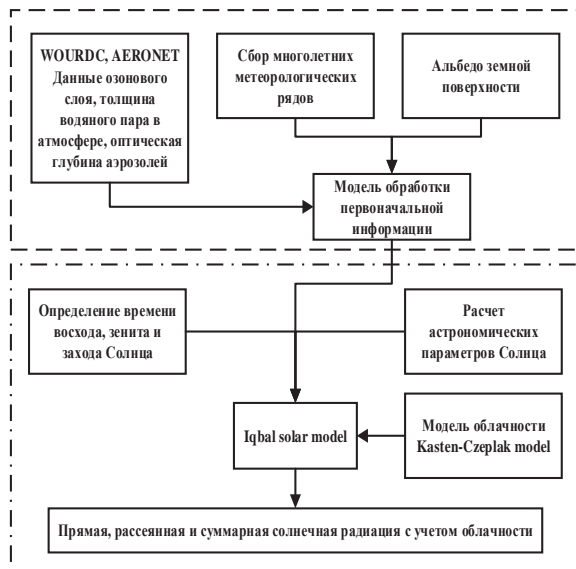 WOURDC, AERONET
Данные озонового
слоя, толщина
водяного пара в
атмосфере, оптическая
глубина аэрозолей
Сбор многолетних
метеорологических
рядов
Альбедо земной
поверхности
Модель обработки
первоначальной
информации
Определение времени
восхода, зенита и
захода Солнца
Расчет
астрономических
параметров Солнца
Iqbal solar model
Модель облачности
Kasten-Czeplak model
Прямая, рассеянная и суммарная солнечная радиация с учетом облачности